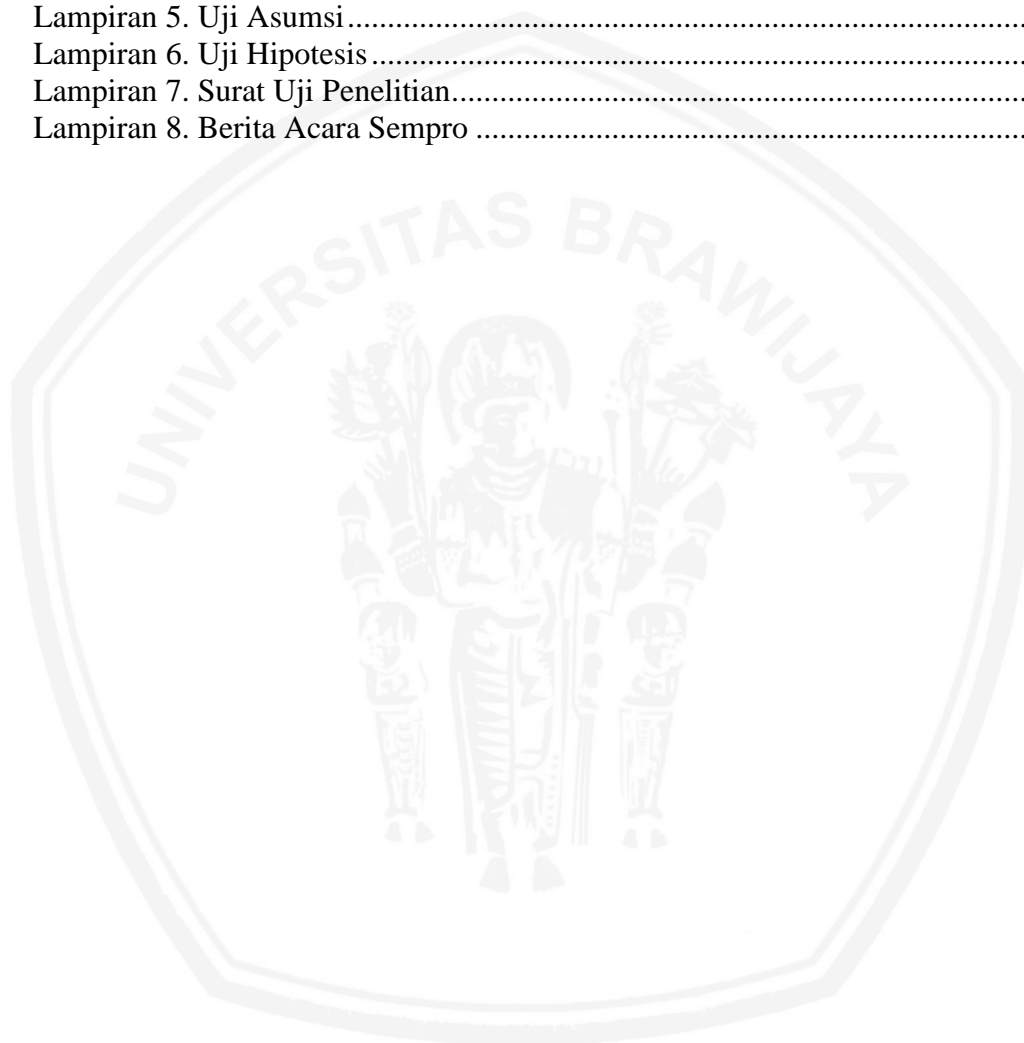 Lampiran 5. Uji Asumsi........................................................................................
Lampiran 6. Uji Hipotesis.....................................................................................
Lampiran 7. Surat Uji Penelitian..........................................................................
Lampiran 8. Berita Acara Sempro .......................................................................
UNIVERSITAS BRAWIJAYA